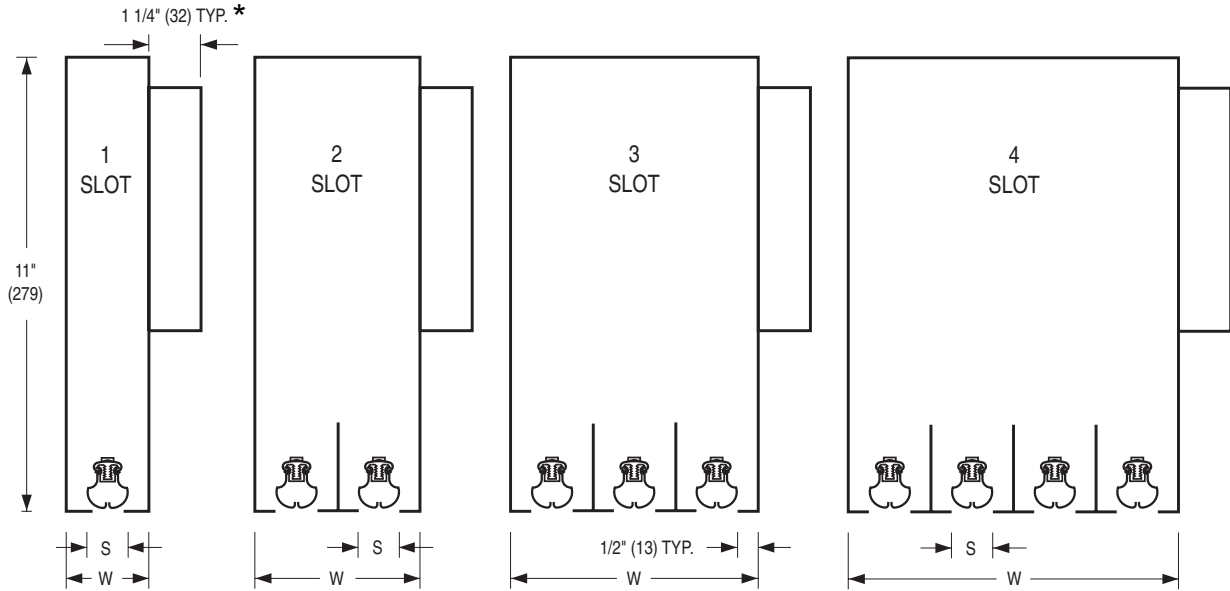 1 1/4" (32) TYP. *
1
SLOT
2
SLOT
3
SLOT
4
SLOT
11"
(279)
S
S
1/2" (13) TYP.
S
W
W
W
W